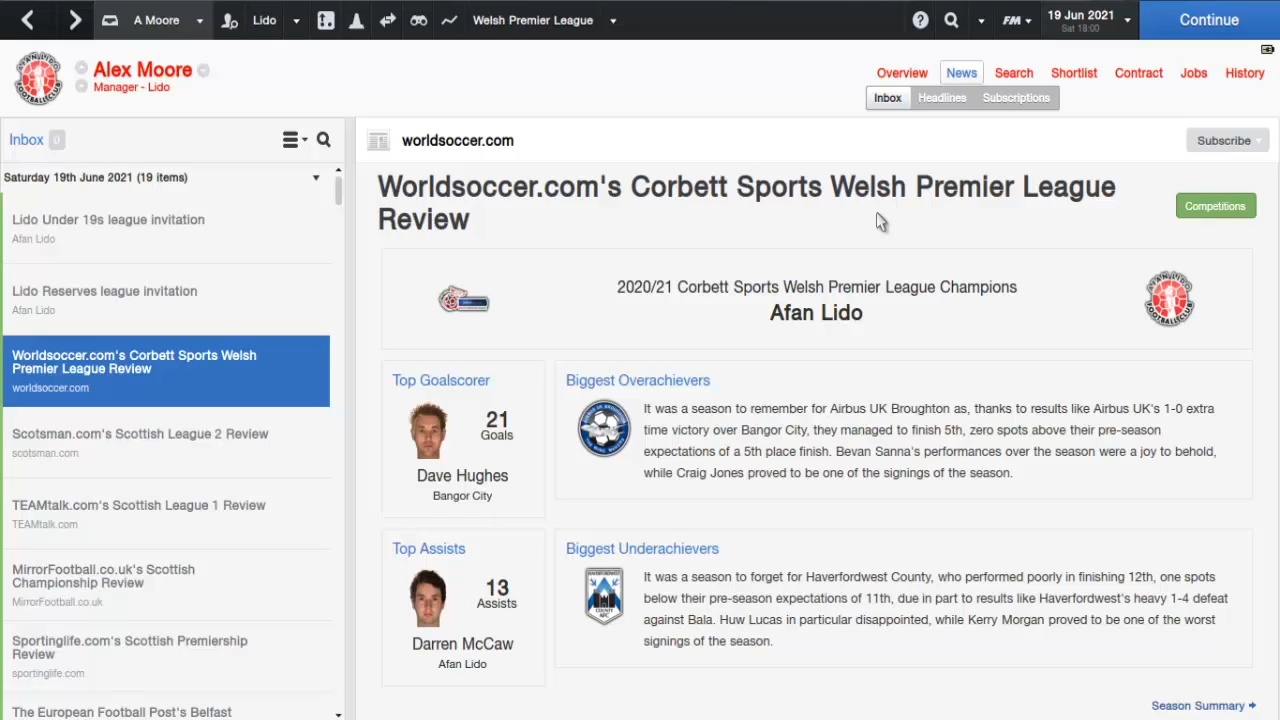 A Moore
Lido
Welsh Premier League
FM
19 Jun 2021
Sat 18:00
Continue
Alex Moore
Manager - Lido
Overview
News
Search
Shortlist
Contract
Jobs
History
Inbox
Headlines
Subscriptions
Inbox 0
worldsoccer.com
Subscribe
Saturday 19th June 2021 (19 items)
Lido Under 19s league invitation
Afan Lido
Lido Reserves league invitation
Afan Lido
Worldsoccer.com's Corbett Sports Welsh
Premier League Review
worldsoccer.com
Scotsman.com's Scottish League 2 Review
scotsman.com
TEAMtalk.com's Scottish League 1 Review
TEAMtalk.com
MirrorFootball.co.uk's Scottish
Championship Review
MirrorFootball.co.uk
Sportinglife.com's Scottish Premiership
Review
sportinglife.com
The European Football Post's Belfast
Worldsoccer.com's Corbett Sports Welsh Premier League
Review
Competitions
2020/21 Corbett Sports Welsh Premier League Champions
Afan Lido
Top Goalscorer
21
Goals
Dave Hughes
Bangor City
Biggest Overachievers
It was a season to remember for Airbus UK Broughton as, thanks to results like Airbus UK's 1-0 extra
time victory over Bangor City, they managed to finish 5th, zero spots above their pre-season
expectations of a 5th place finish. Bevan Sanna's performances over the season were a joy to behold,
while Craig Jones proved to be one of the signings of the season.
Top Assists
13
Assists
Darren McCaw
Afan Lido
Biggest Underachievers
It was a season to forget for Haverfordwest County, who performed poorly in finishing 12th, one spots
below their pre-season expectations of 11th, due in part to results like Haverfordwest's heavy 1-4 defeat
against Bala. Huw Lucas in particular disappointed, while Kerry Morgan proved to be one of the worst
signings of the season.
Season Summary